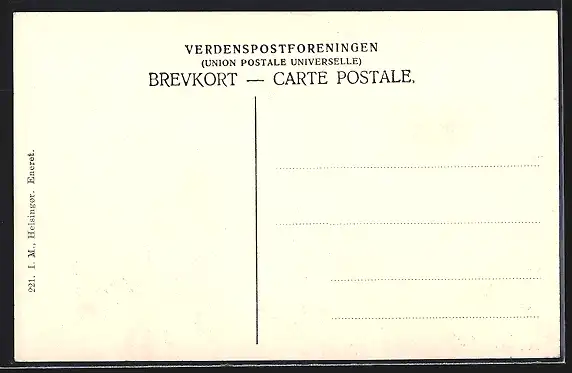 VERDENSPOSTFORENINGEN
(UNION POSTALE UNIVERSELLE)
BREVKORT — CARTE POSTALE.
221. I. M., Helsingør. Eneret.